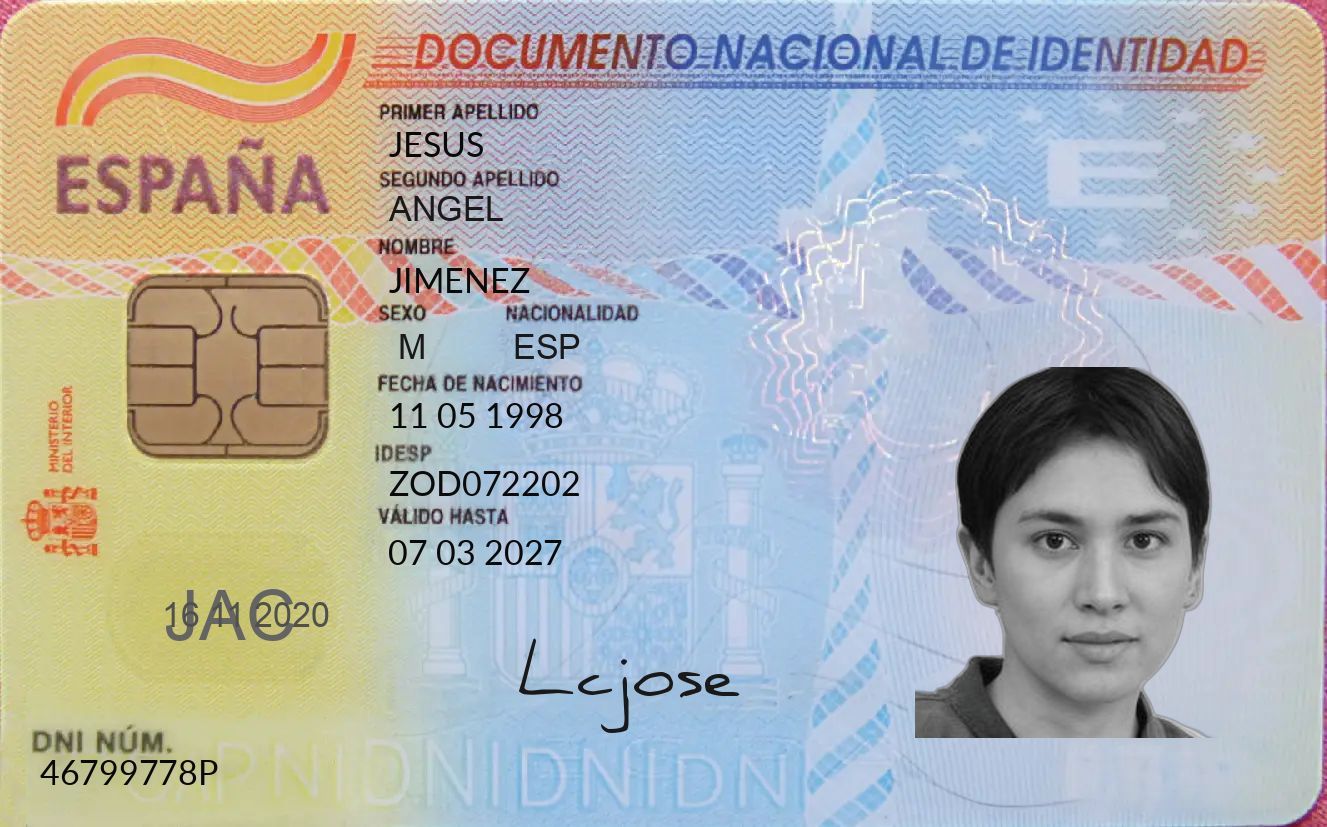 DOCUMENTO NACIONAL DE IDENTIDAD
ESPAÑA
PRIMER APELLIDO
JESUS
SEGUNDO APELLIDO
ANGEL
NOMBRE
JIMENEZ
SEXO NACIONALIDAD
M ESP
FECHA DE NACIMIENTO
11 05 1998
IDESP
ZOD072202
VÁLIDO HASTA
07 03 2027
MINISTERIO
DEL INTERIOR
E
16 11 2020
JAC
Lcjose
DNI NÚM.
46799778P
DNIDNIDNIDNI